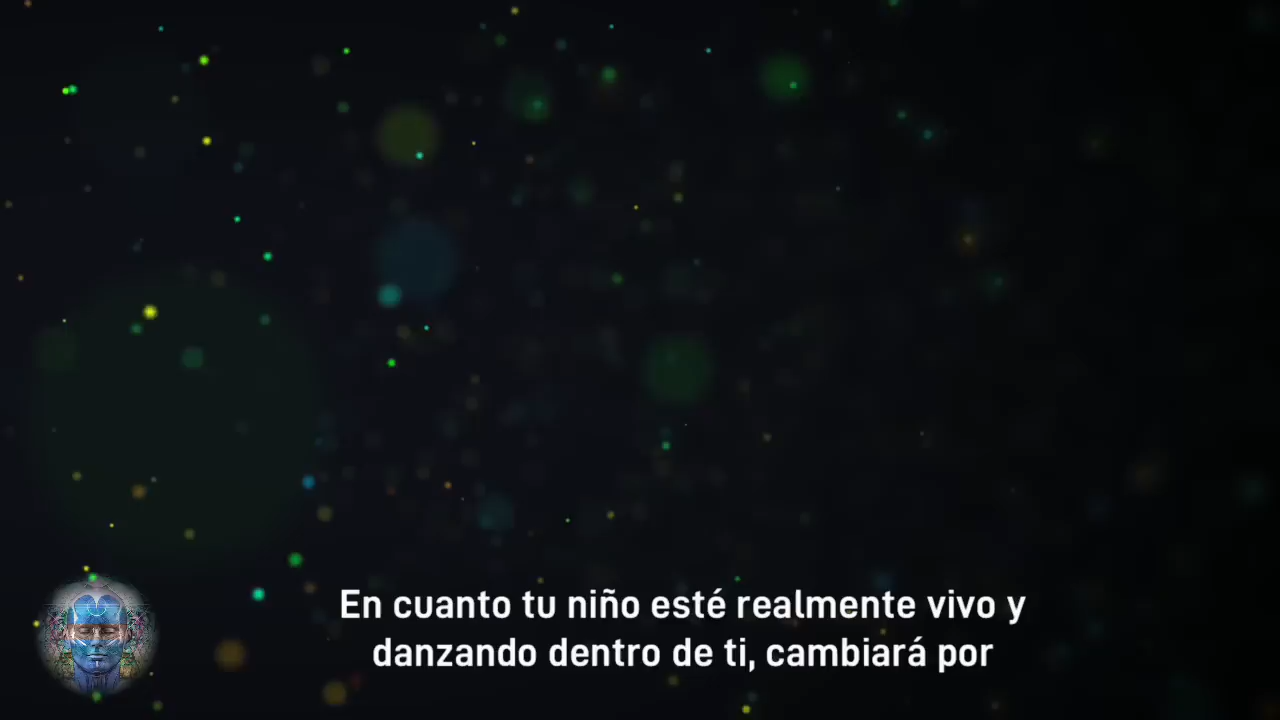 En cuanto tu niño esté realmente vivo y
danzando dentro de ti, cambiará por